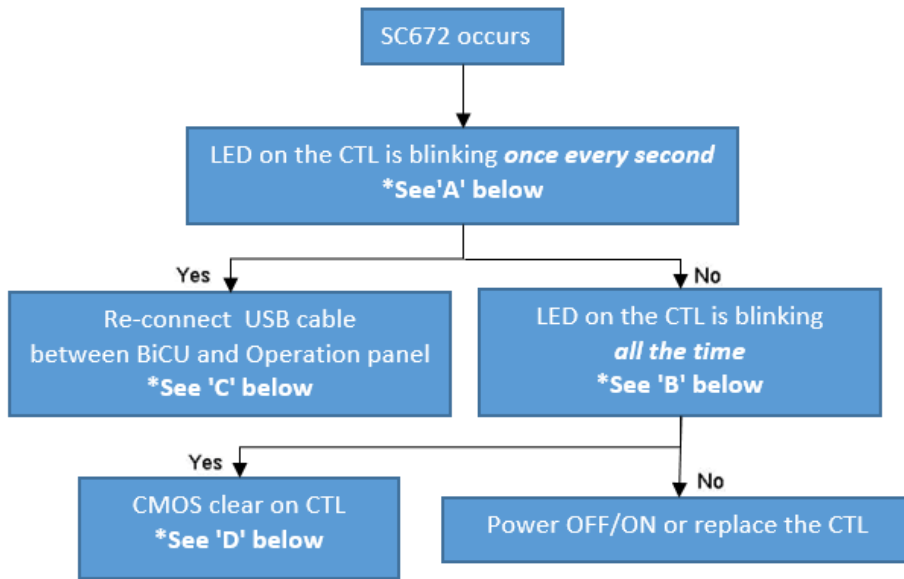 SC672 occurs
LED on the CTL is blinking once every second
*See'A' below
Yes
No
Re-connect USB cable
between BiCU and Operation panel
*See 'C' below
LED on the CTL is blinking
all the time
*See 'B' below
Yes
No
CMOS clear on CTL
*See 'D' below
Power OFF/ON or replace the CTL